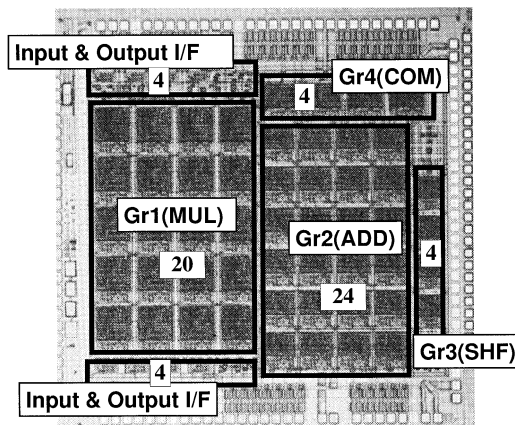 Input & Output I/F
4
Gr4(COM)
4
Gr1(MUL)
20
Gr2(ADD)
24
4
Gr3(SHF)
4
Input & Output I/F